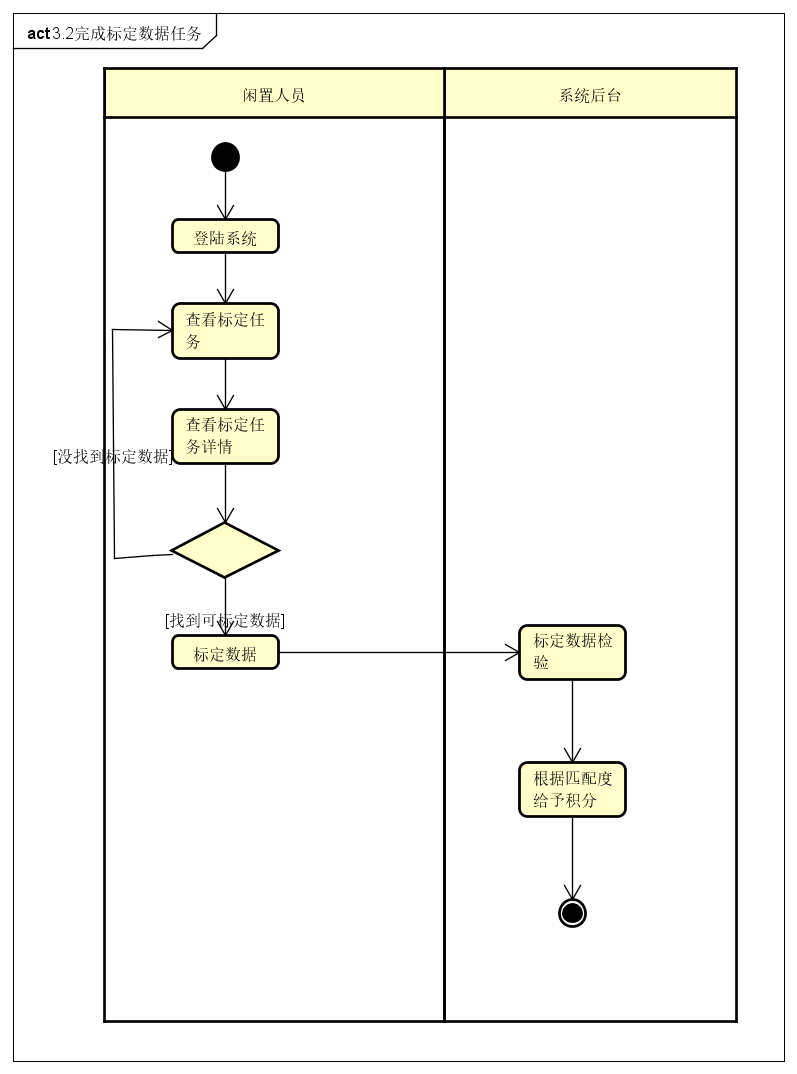 act 3.2完成标定数据任务
闲置人员
系统后台
登陆系统
查看标定任
务
查看标定任
务详情
[没找到标定数据]
[找到可标定数据]
标定数据
标定数据检
验
根据匹配度
给予积分